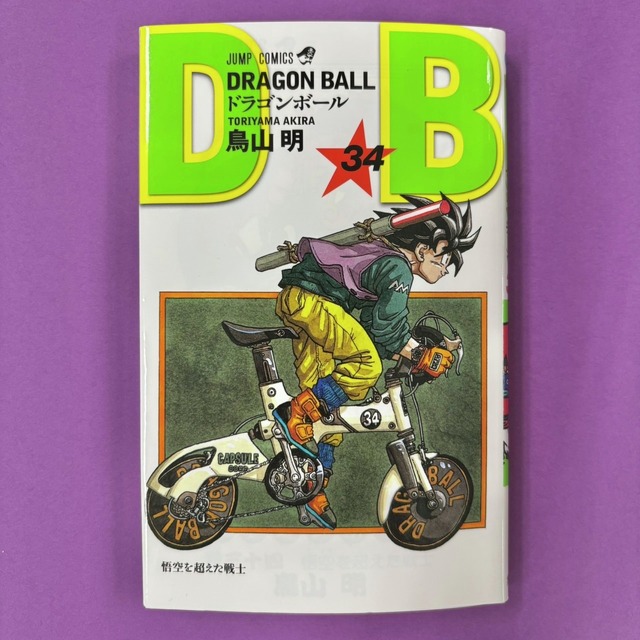 JUMP COMICS
D B
DRAGON BALL
ドラゴンボール
TORIYAMA AKIRA
鳥山 明
34
34
CAPSULE
DRAGON BALL
DRAGON BALL
悟空を超えた戦士